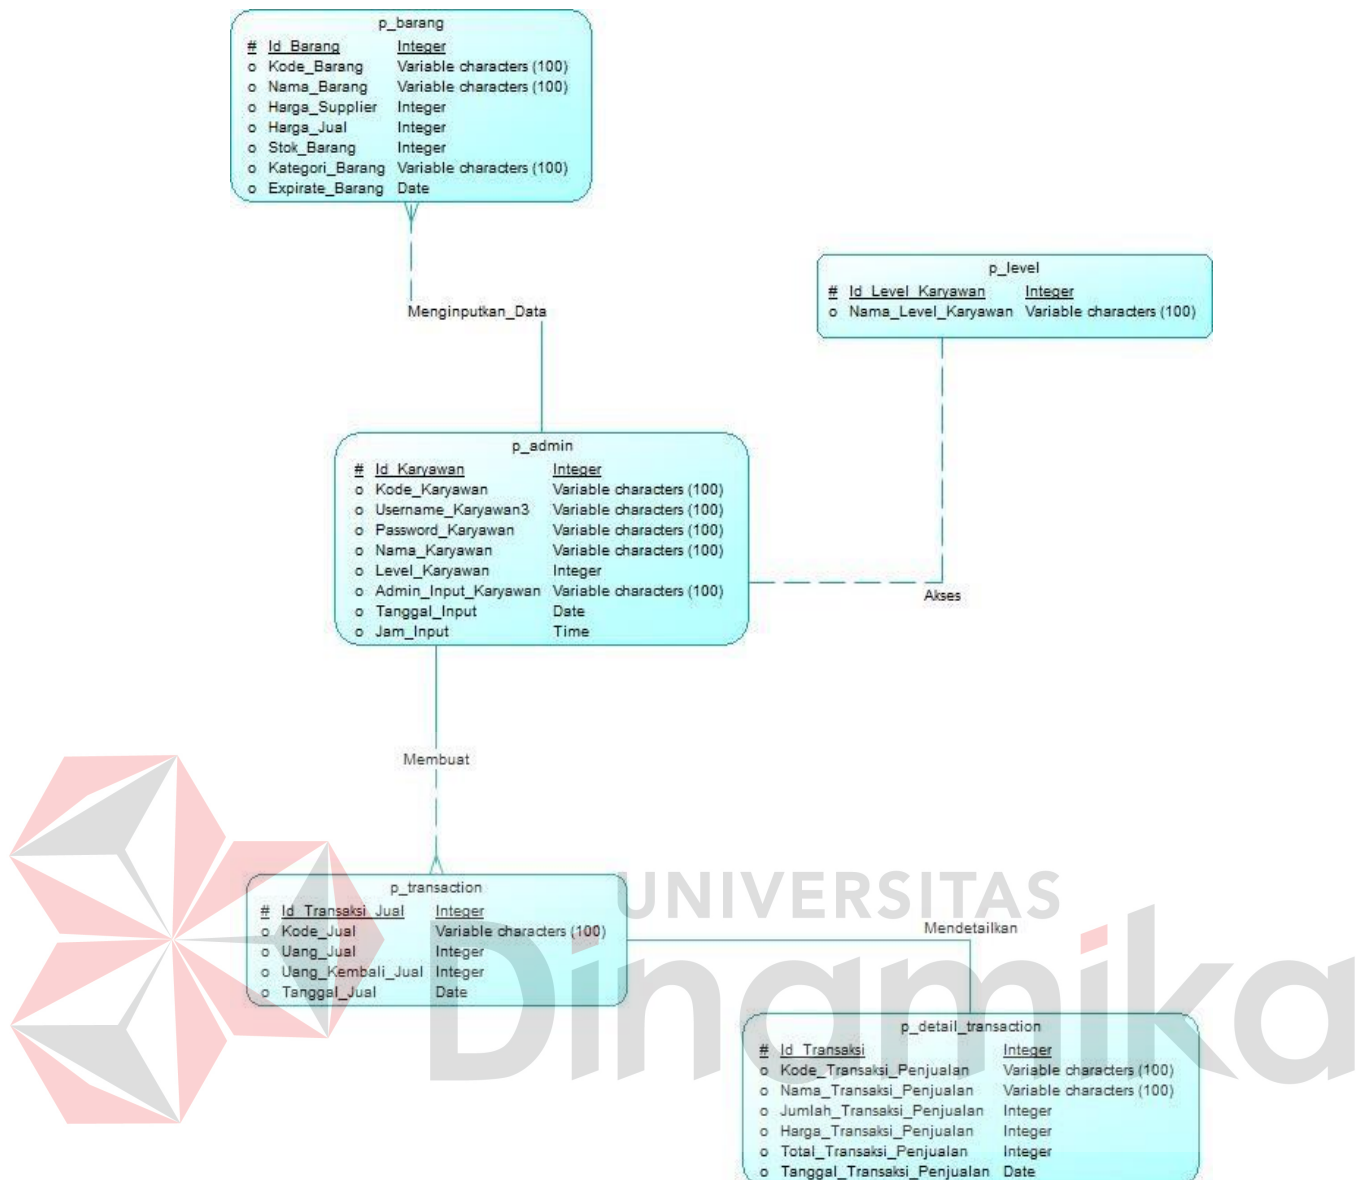 p_barang
# Id_Barang Integer
o Kode_Barang Variable characters (100)
o Nama_Barang Variable characters (100)
o Harga_Supplier Integer
o Harga_Jual Integer
o Stok_Barang Integer
o Kategori_Barang Variable characters (100)
o Expirate_Barang Date
Menginputkan_Data
p_level
# Id_Level_Karyawan Integer
o Nama_Level_Karyawan Variable characters (100)
p_admin
# Id_Karyawan Integer
o Kode_Karyawan Variable characters (100)
o Username_Karyawan3 Variable characters (100)
o Password_Karyawan Variable characters (100)
o Nama_Karyawan Variable characters (100)
o Level_Karyawan Integer
o Admin_Input_Karyawan Variable characters (100)
o Tanggal_Input Date
o Jam_Input Time
Akses
Membuat
p_transaction
# Id_Transaksi_Jual Integer
o Kode_Jual Variable characters (100)
o Uang_Jual Integer
o Uang_Kembali_Jual Integer
o Tanggal_Jual Date
UNIVERSITAS
Dinamika
Mendetailkan
p_detail_transaction
# Id_Transaksi Integer
o Kode_Transaksi_Penjualan Variable characters (100)
o Nama_Transaksi_Penjualan Variable characters (100)
o Jumlah_Transaksi_Penjualan Integer
o Harga_Transaksi_Penjualan Integer
o Total_Transaksi_Penjualan Integer
o Tanggal_Transaksi_Penjualan Date